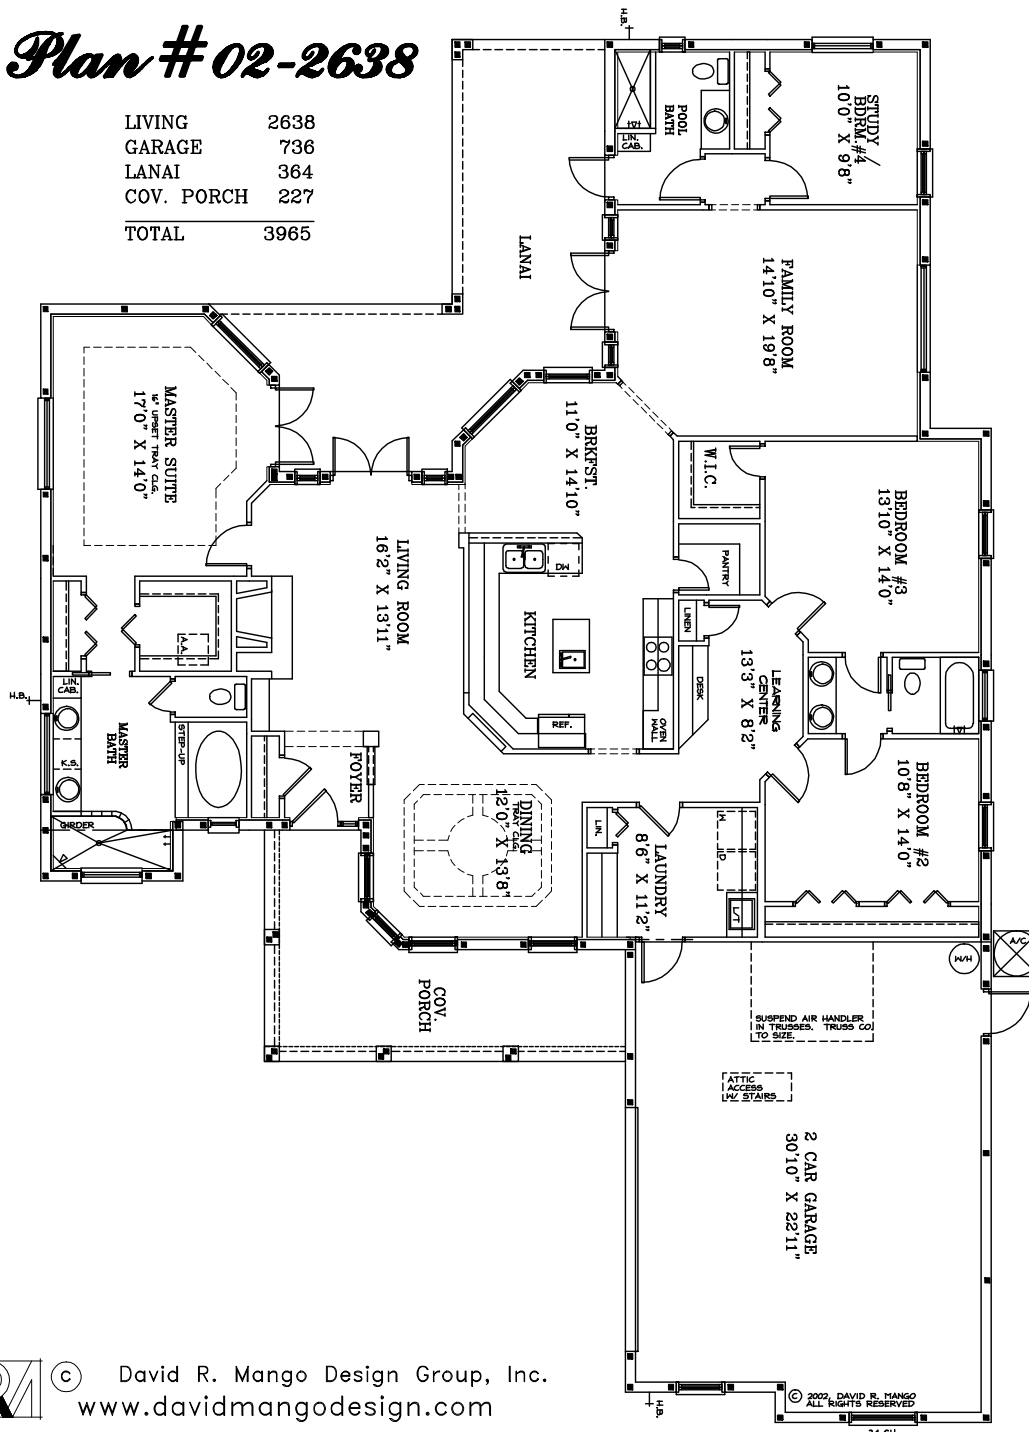 Plan # 02-2638
LIVING 2638
GARAGE 736
LANAI 364
COV. PORCH 227
TOTAL 3965
H.B.
POOL
BATH
LIN.
CAB.
STUDY
BDRM.#4/
10'0" X 9'8"
LANAI
FAMILY ROOM
14'10" X 19'8"
MASTER SUITE
16" UPSET TRAY CLG.
17'0" X 14'0"
BRKFST.
11'0" X 14'10"
W.I.C.
BEDROOM #3
13'10" X 14'0"
PANTRY
LIVING ROOM
16'2" X 13'11"
DW
KITCHEN
LINEN
DESK
LEARNING
CENTER
13'3" X 8'2"
REF.
OVEN
WALL
A.A.
H.B.
LIN.
CAB.
MASTER
BATH
K.S.
STEP-UP
GIRDER
FOYER
DINING
TRAY CLG.
12'0" X 13'8"
LIN.
LAUNDRY
8'6" X 11'2"
W
D
L/T
BEDROOM #2
10'8" X 14'0"
W/H
A/C
COV.
PORCH
SUSPEND AIR HANDLER
IN TRUSSES. TRUSS CO.
TO SIZE.
ATTIC
ACCESS
W/ STAIRS
2 CAR GARAGE
30'10" X 22'11"
© 2002, DAVID R. MANGO
ALL RIGHTS RESERVED
H.B.
© David R. Mango Design Group, Inc.
www.davidmangodesign.com